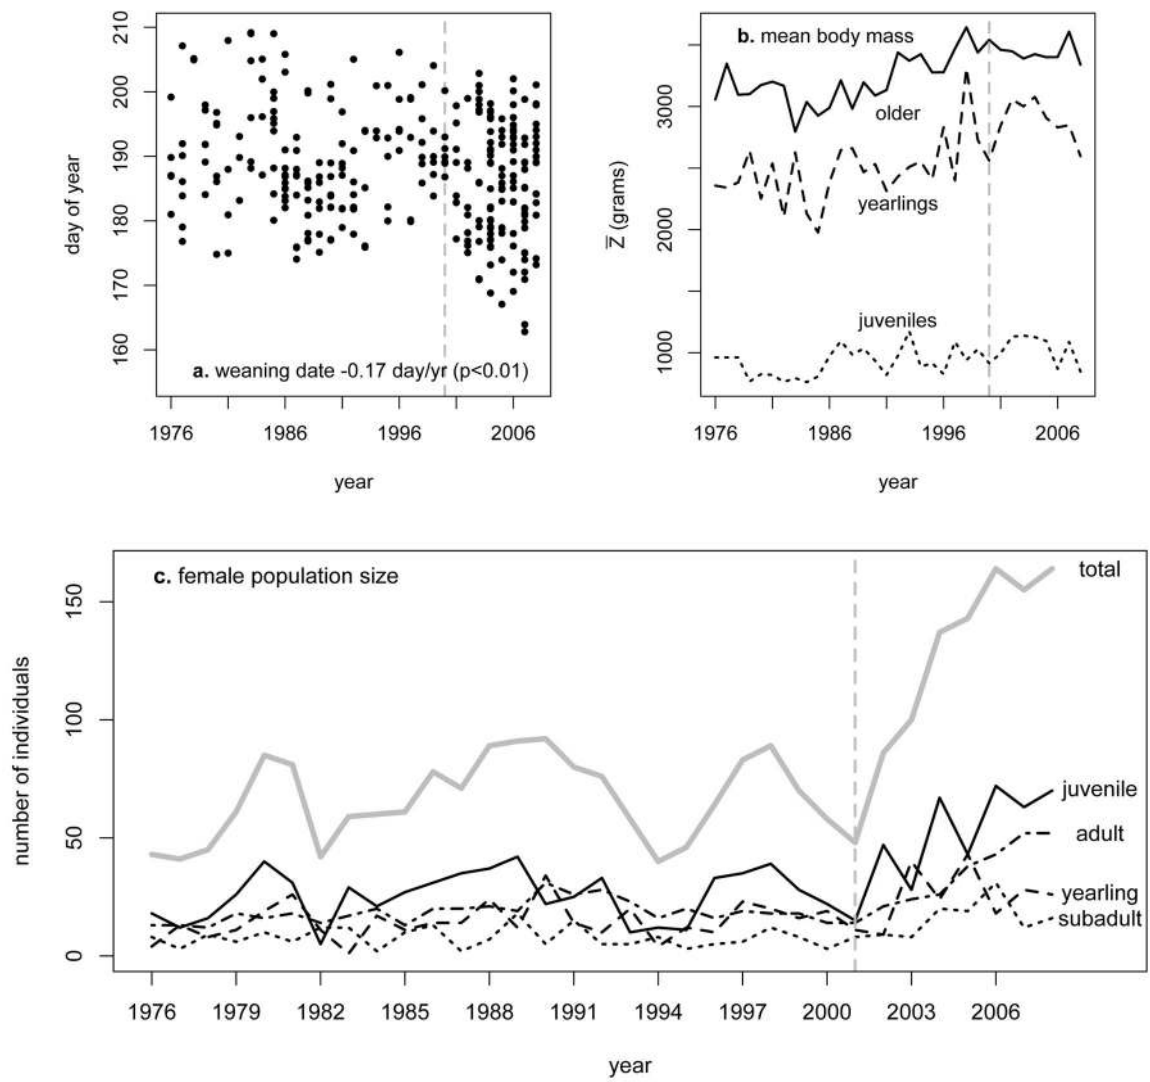 210
200
190
180
170
160
day of year
a. weaning date -0.17 day/yr (p<0.01)
1976
1986
1996
2006
year
b. mean body mass
3000
2000
1000
Z̅ (grams)
older
yearlings
juveniles
1976
1986
1996
2006
year
c. female population size
150
100
50
0
number of individuals
total
juvenile
adult
yearling
subadult
1976
1979
1982
1985
1988
1991
1994
1997
2000
2003
2006
year